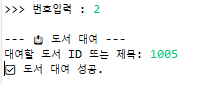 >>> 번호입력 : 2
--- 📤 도서 대여 ---
대여할 도서 ID 또는 제목: 1005
☑ 도서 대여 성공.